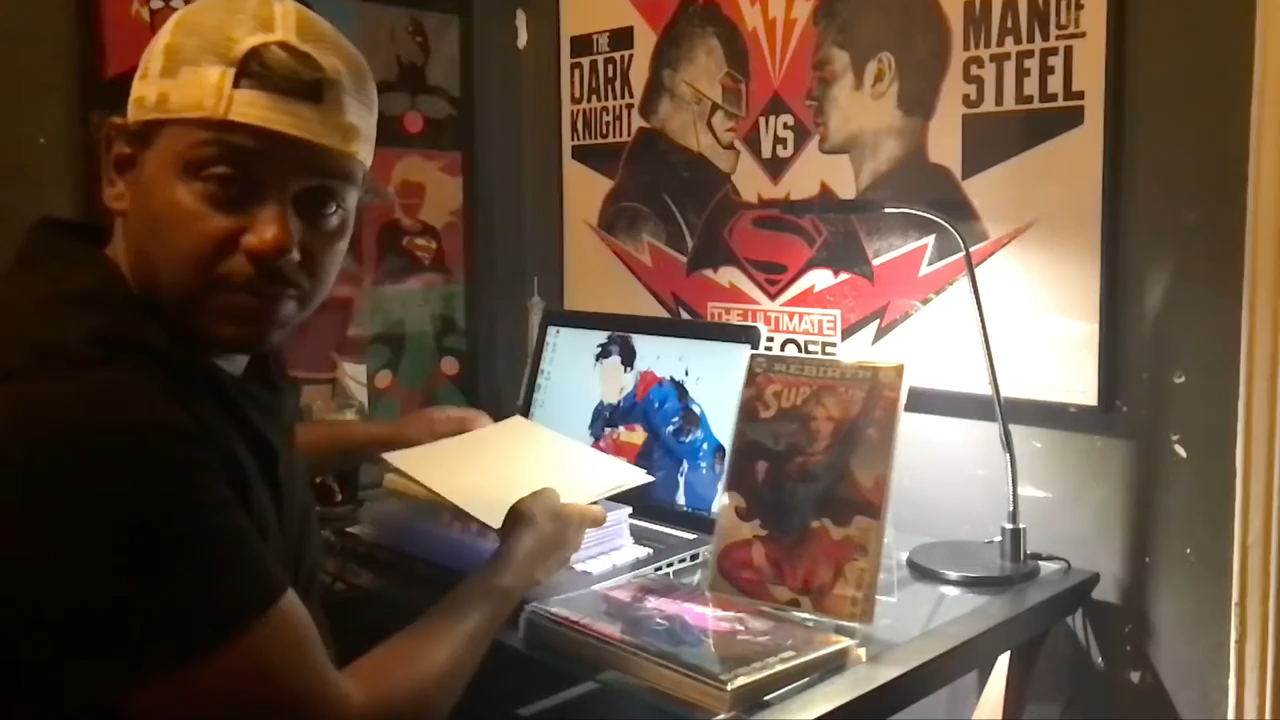 THE
DARK
KNIGHT
VS
MAN OF
STEEL
THE ULTIMATE
REBIRTH